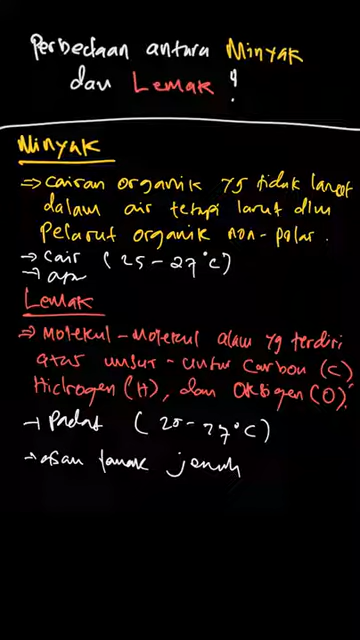 Perbedaan antara Minyak
dan Lemak ?
Minyak
⇒ Cairan organik yg tidak larut
dalam air tetapi larut dlm
pelarut organik non-polar.
→ Cair (25-27°C)
Lemak
⇒ Molekul-molekul alam yg terdiri
atas unsur-unsur Carbon (C),
Hidrogen (H), dan Oksigen (O).
→ Padat (25-27°C)
→ asam lemak jenuh